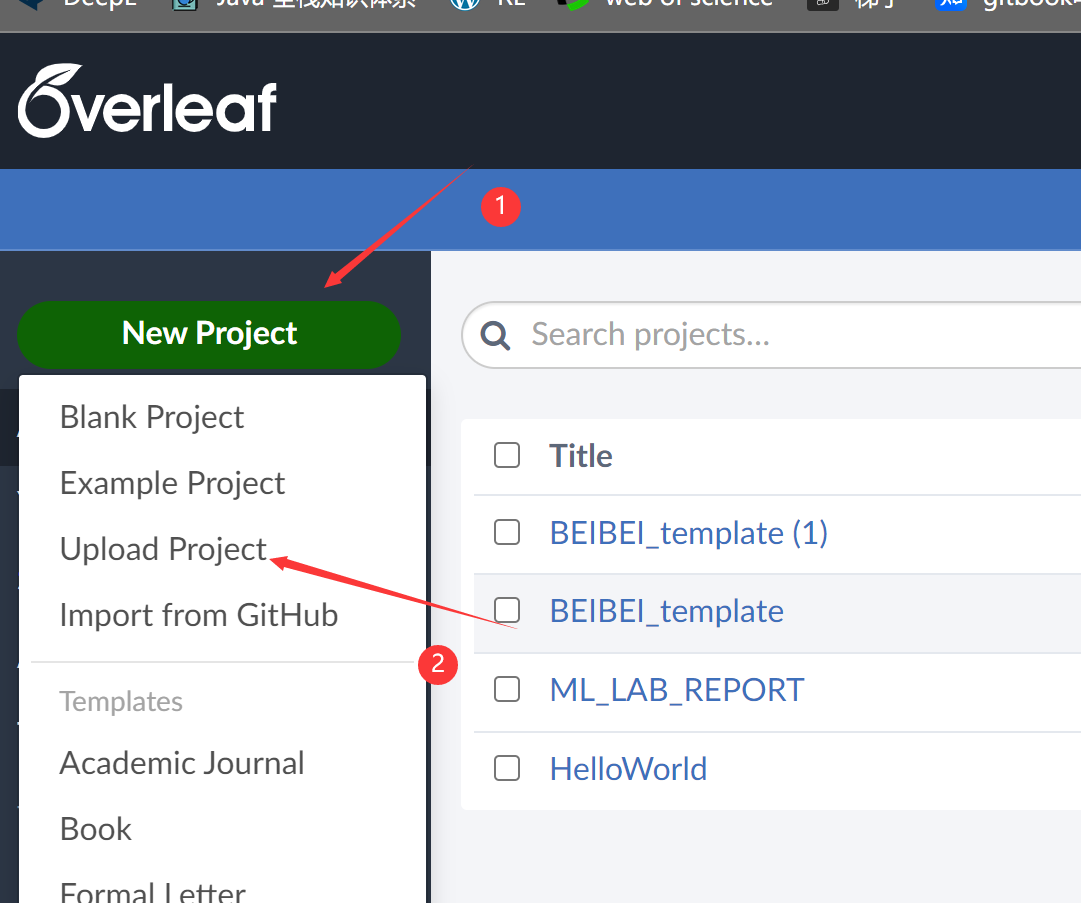 DeepL
Java 全栈知识体系
RL
web of science
梯子
Overleaf
1
New Project
Search projects...
Blank Project
Example Project
Upload Project
Import from GitHub
2
Templates
Academic Journal
Book
Formal Letter
Title
BEIBEI_template (1)
BEIBEI_template
ML_LAB_REPORT
HelloWorld